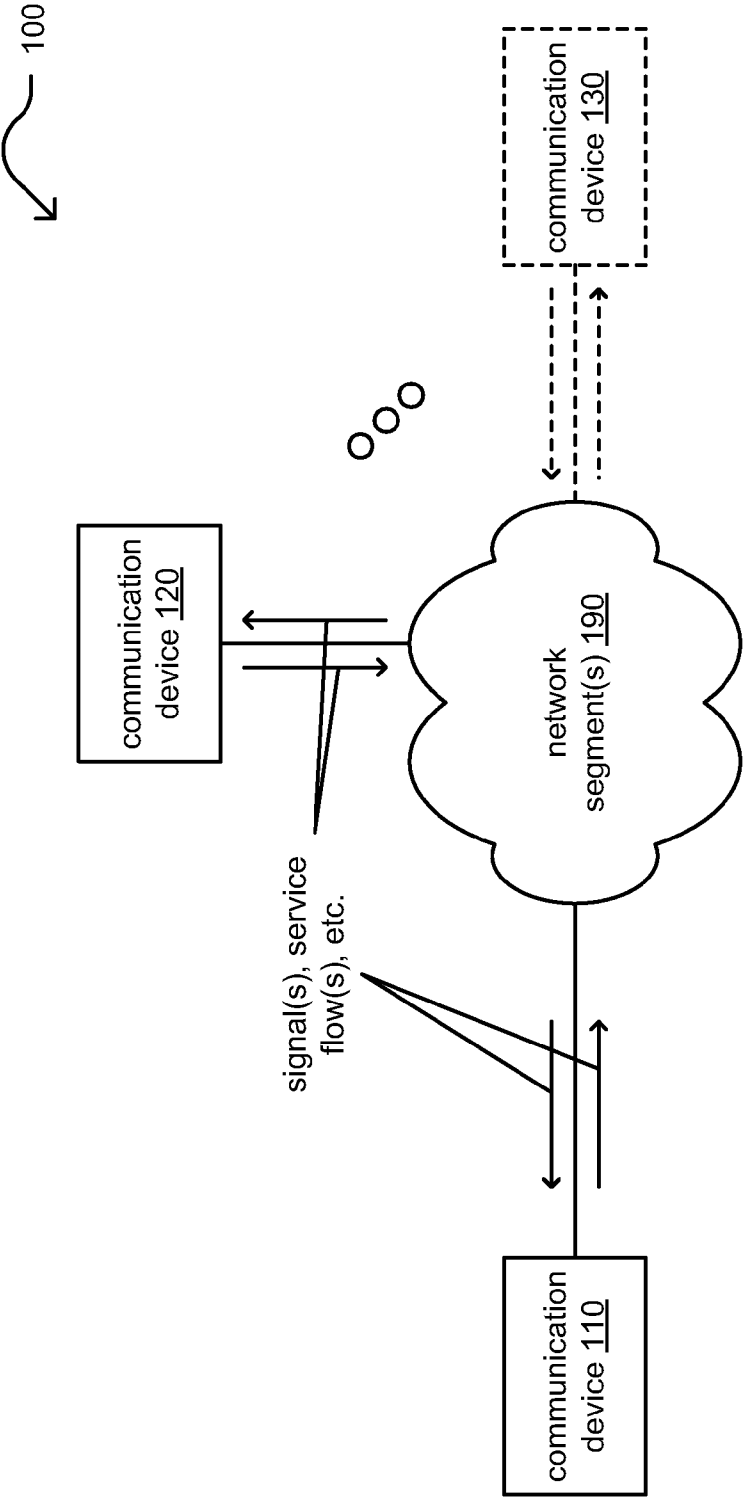 100
communication
device 120
communication
device 130
signal(s), service
flow(s), etc.
network
segment(s) 190
communication
device 110